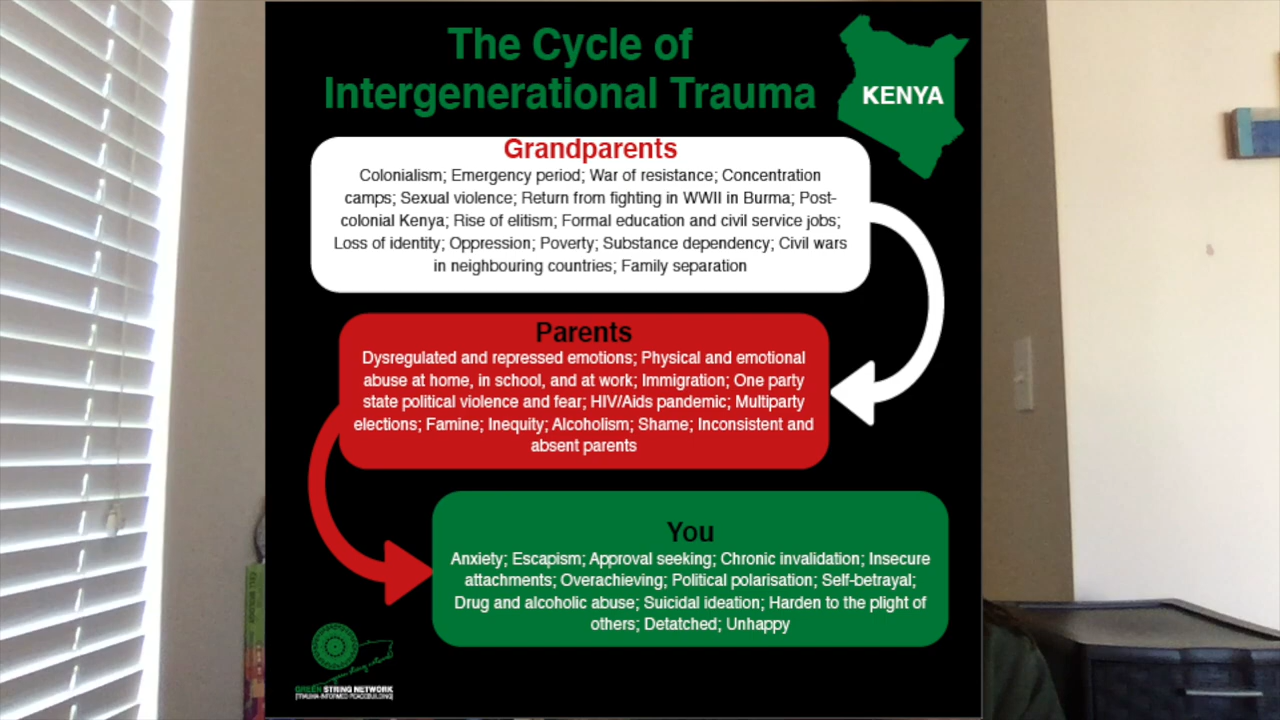 The Cycle of
Intergenerational Trauma
KENYA
Grandparents
Colonialism; Emergency period; War of resistance; Concentration
camps; Sexual violence; Return from fighting in WWII in Burma; Post-
colonial Kenya; Rise of elitism; Formal education and civil service jobs;
Loss of identity; Oppression; Poverty; Substance dependency; Civil wars
in neighbouring countries; Family separation
Parents
Dysregulated and repressed emotions; Physical and emotional
abuse at home, in school, and at work; Immigration; One party
state political violence and fear; HIV/Aids pandemic; Multiparty
elections; Famine; Inequity; Alcoholism; Shame; Inconsistent and
absent parents
You
Anxiety; Escapism; Approval seeking; Chronic invalidation; Insecure
attachments; Overachieving; Political polarisation; Self-betrayal;
Drug and alcoholic abuse; Suicidal ideation; Harden to the plight of
others; Detatched; Unhappy
GREEN STRING NETWORK
[TRAUMA-INFORMED PEACEBUILDING]